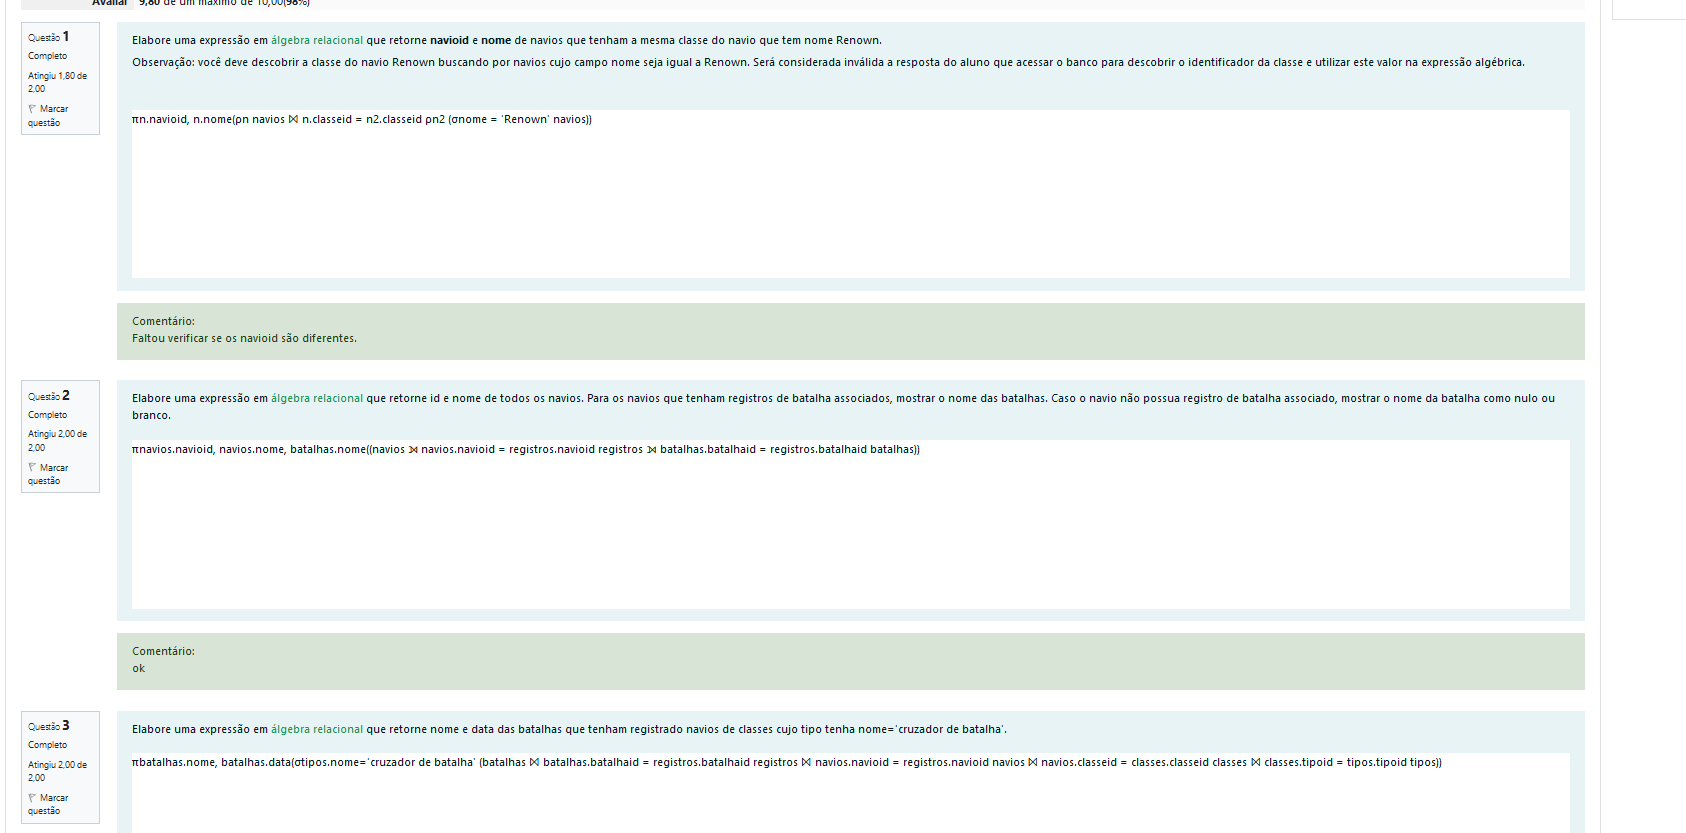 Avaliar 9,80 de um máximo de 10,00(98%)
Questão 1
Completo
Atingiu 1,80 de
2,00
Marcar
questão
Elabore uma expressão em álgebra relacional que retorne navioid e nome de navios que tenham a mesma classe do navio que tem nome Renown.
Observação: você deve descobrir a classe do navio Renown buscando por navios cujo campo nome seja igual a Renown. Será considerada inválida a resposta do aluno que acessar o banco para descobrir o identificador da classe e utilizar este valor na expressão algébrica.
πn.navioid, n.nome(ρn navios ⨝ n.classeid = n2.classeid ρn2 (σnome = 'Renown' navios))
Comentário:
Faltou verificar se os navioid são diferentes.
Questão 2
Completo
Atingiu 2,00 de
2,00
Marcar
questão
Elabore uma expressão em álgebra relacional que retorne id e nome de todos os navios. Para os navios que tenham registros de batalha associados, mostrar o nome das batalhas. Caso o navio não possua registro de batalha associado, mostrar o nome da batalha como nulo ou
branco.
πnavios.navioid, navios.nome, batalhas.nome((navios ⟕ navios.navioid = registros.navioid registros ⟕ batalhas.batalhaid = registros.batalhaid batalhas))
Comentário:
ok
Questão 3
Completo
Atingiu 2,00 de
2,00
Marcar
questão
Elabore uma expressão em álgebra relacional que retorne nome e data das batalhas que tenham registrado navios de classes cujo tipo tenha nome='cruzador de batalha'.
πbatalhas.nome, batalhas.data(σtipos.nome='cruzador de batalha' (batalhas ⨝ batalhas.batalhaid = registros.batalhaid registros ⨝ navios.navioid = registros.navioid navios ⨝ navios.classeid = classes.classeid classes ⨝ classes.tipoid = tipos.tipoid tipos))